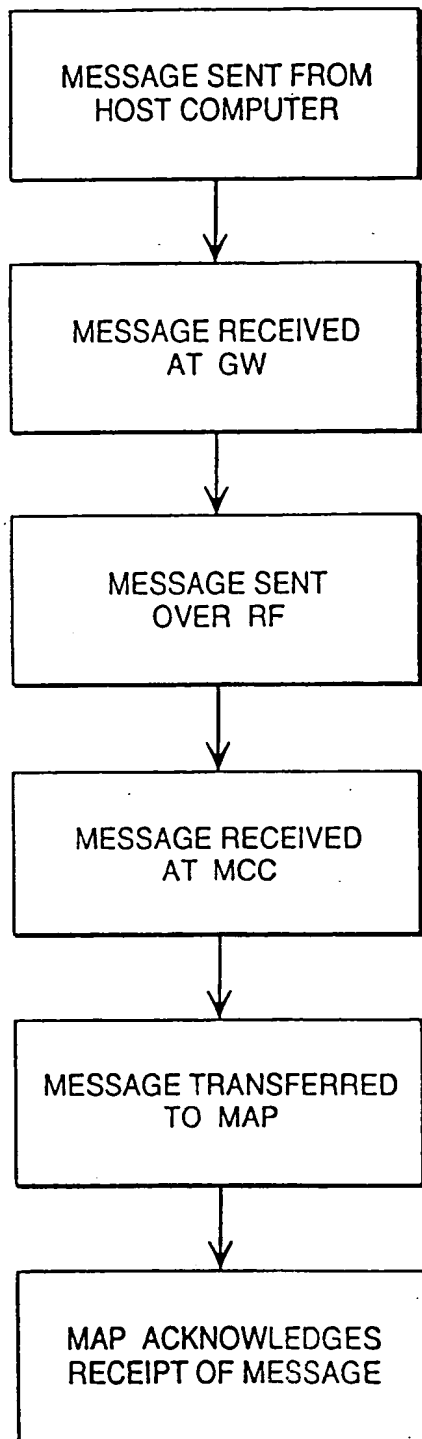 MESSAGE SENT FROM
HOST COMPUTER
MESSAGE RECEIVED
AT GW
MESSAGE SENT
OVER RF
MESSAGE RECEIVED
AT MCC
MESSAGE TRANSFERRED
TO MAP
MAP ACKNOWLEDGES
RECEIPT OF MESSAGE